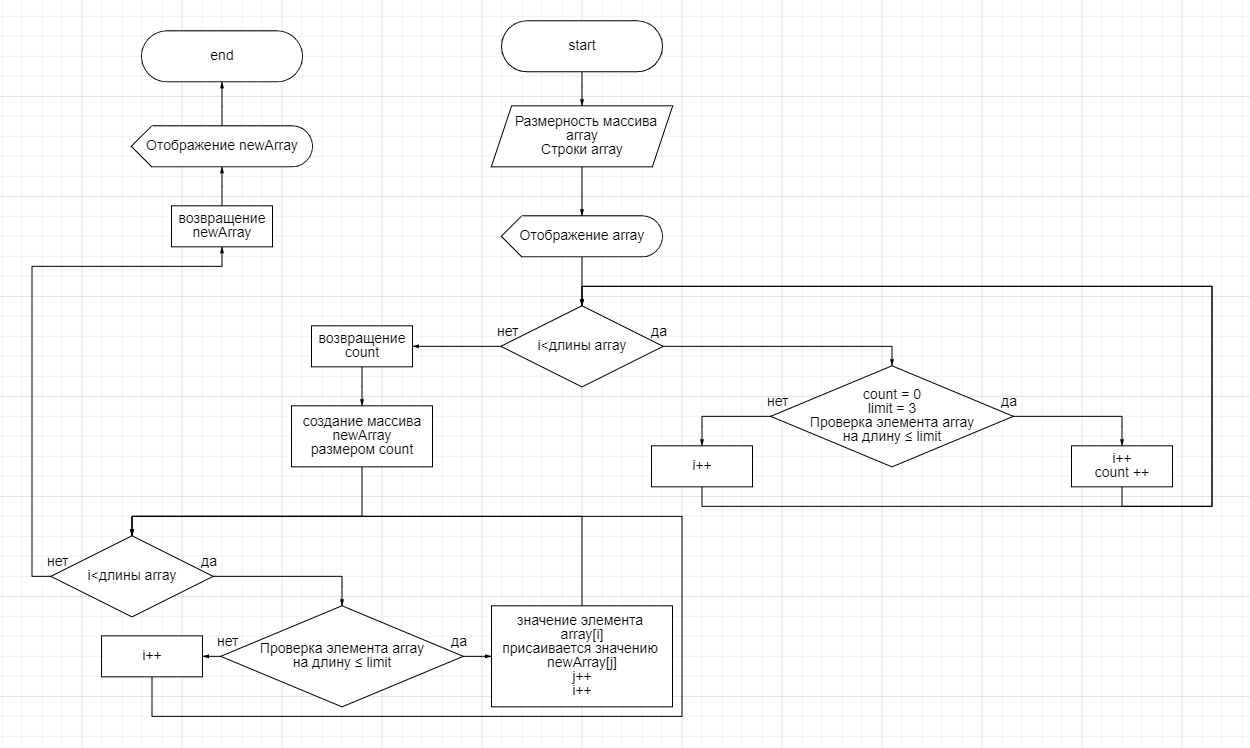 start
Размерность массива
array
Строки array
Отображение array
i<длины array
нет
да
count = 0
limit = 3
Проверка элемента array
на длину ≤ limit
нет
да
i++
i++
count ++
возвращение
count
создание массива
newArray
размером count
i<длины array
нет
да
Проверка элемента array
на длину ≤ limit
нет
да
i++
значение элемента
array[i]
присаивается значению
newArray[j]
j++
i++
возвращение
newArray
Отображение newArray
end